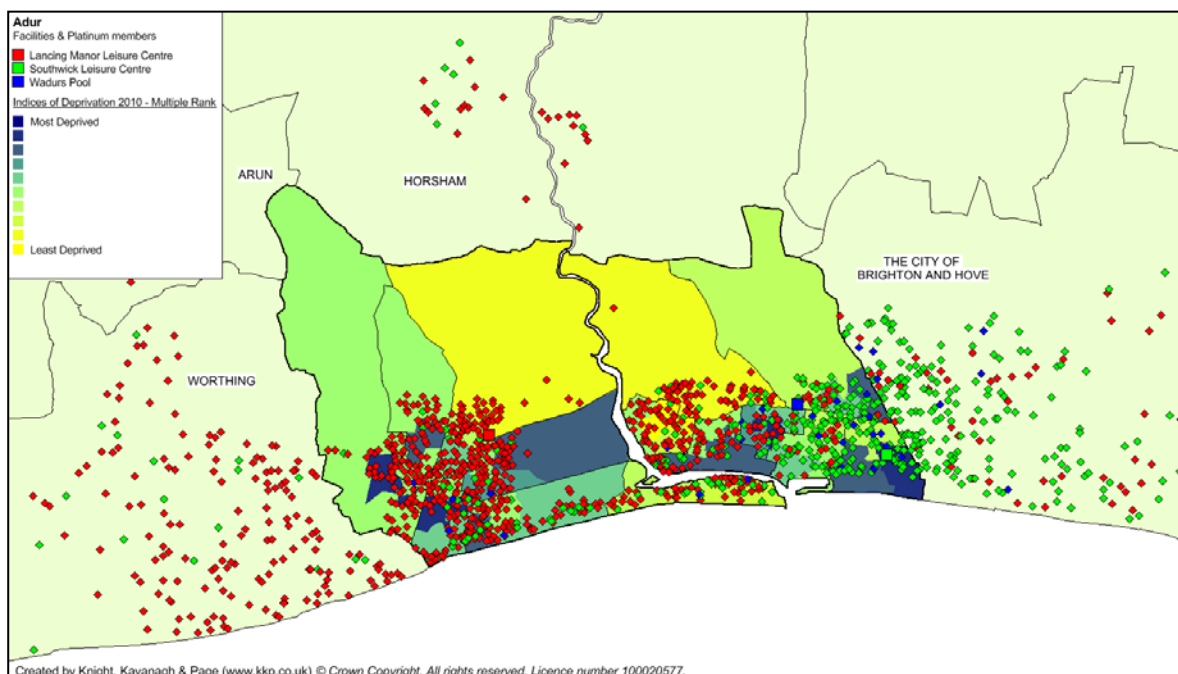 Adur
Facilities & Platinum members
Lancing Manor Leisure Centre
Southwick Leisure Centre
Wadurs Pool
Indices of Deprivation 2010 - Multiple Rank
Most Deprived
Least Deprived
ARUN
HORSHAM
THE CITY OF
BRIGHTON AND HOVE
WORTHING
Created by Knight, Kavanagh & Page (www.kkp.co.uk) © Crown Copyright. All rights reserved. Licence number 100020577.